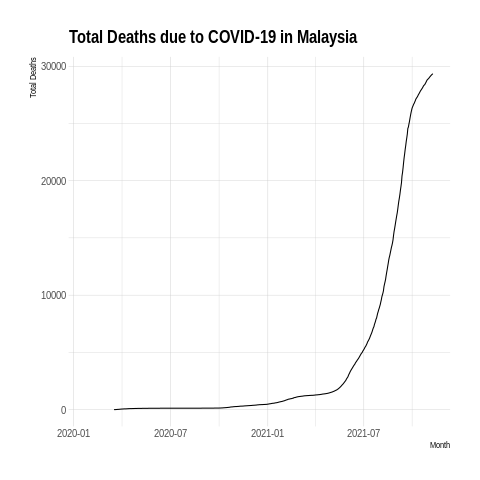 Total Deaths due to COVID-19 in Malaysia
Total Deaths
30000
20000
10000
0
2020-01
2020-07
2021-01
2021-07
Month